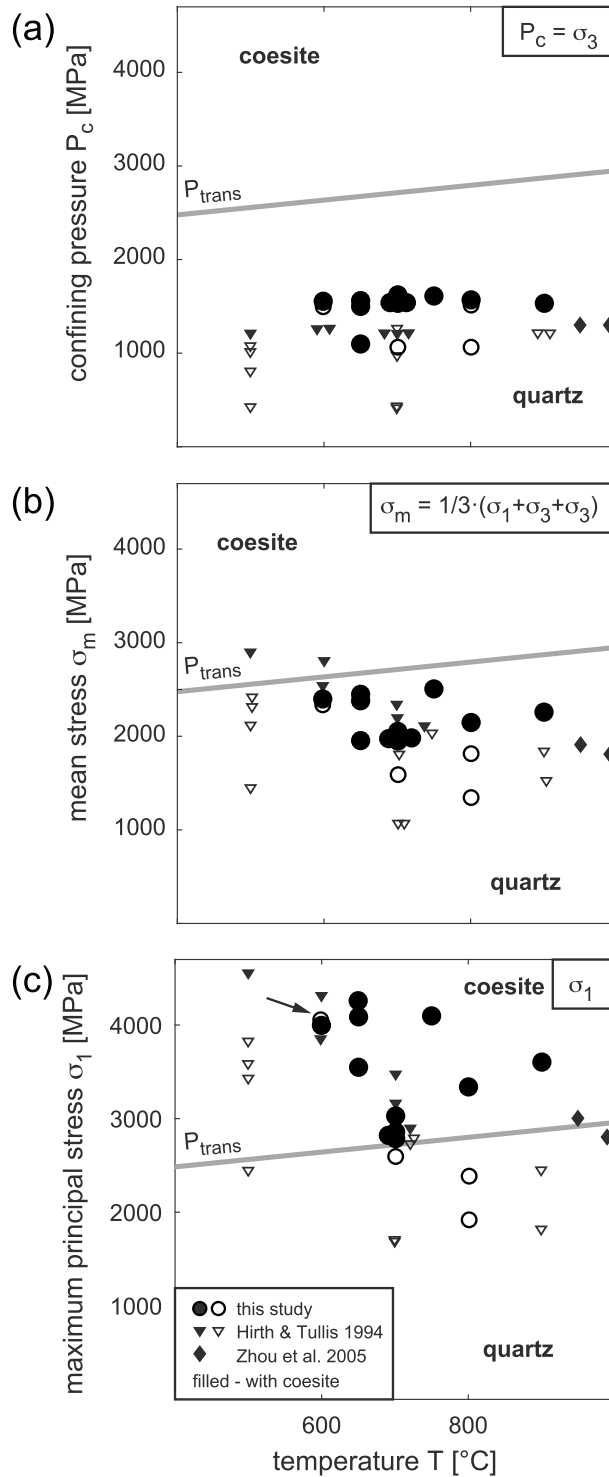 (a)
P_c = σ_3
confining pressure P_c [MPa]
4000
3000
2000
1000
coesite
P_trans
quartz
(b)
σ_m = 1/3·(σ_1+σ_3+σ_3)
mean stress σ_m [MPa]
4000
3000
2000
1000
coesite
P_trans
quartz
(c)
σ_1
maximum principal stress σ_1 [MPa]
4000
3000
2000
1000
coesite
P_trans
quartz
this study
Hirth & Tullis 1994
Zhou et al. 2005
filled - with coesite
600
800
temperature T [°C]